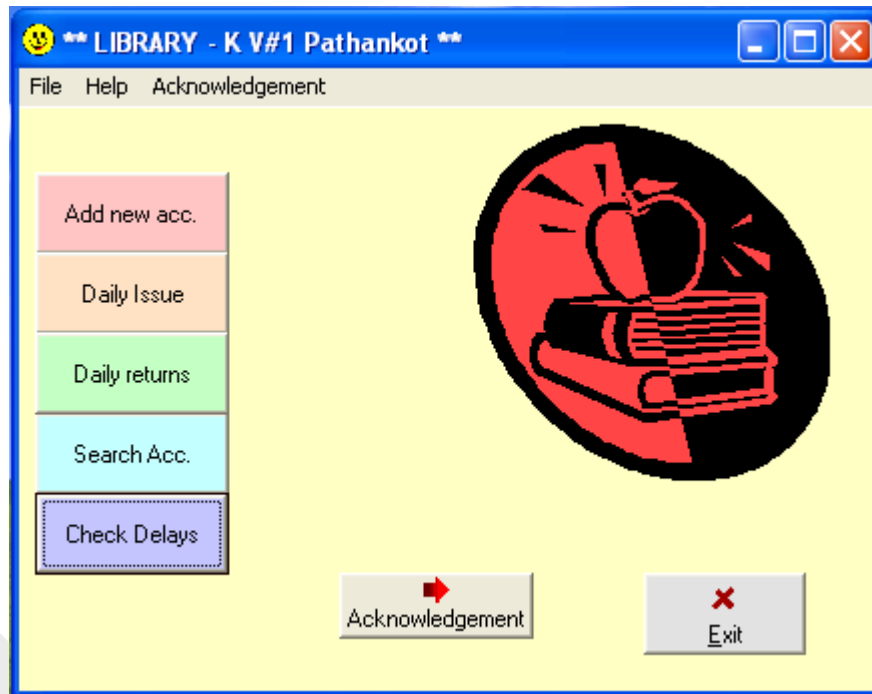 ** LIBRARY - K V#1 Pathankot **
File Help Acknowledgement
Add new acc.
Daily Issue
Daily returns
Search Acc.
Check Delays
Acknowledgement
Exit